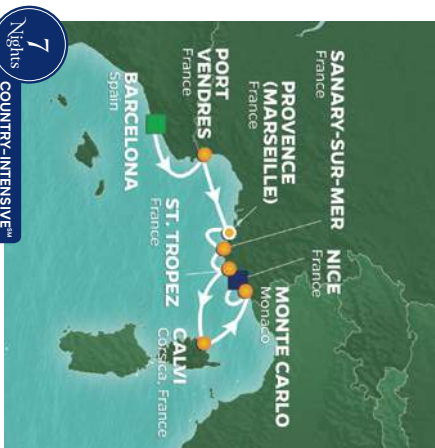 SANARY-SUR-MER
France
PROVENCE
(MARSEILLE)
France
PORT
VENDRES
France
BARCELONA
Spain
NICE
France
MONTE CARLO
Monaco
ST. TROPEZ
France
CALVI
Corsica, France
7
Nights
COUNTRY-INTENSIVE℠